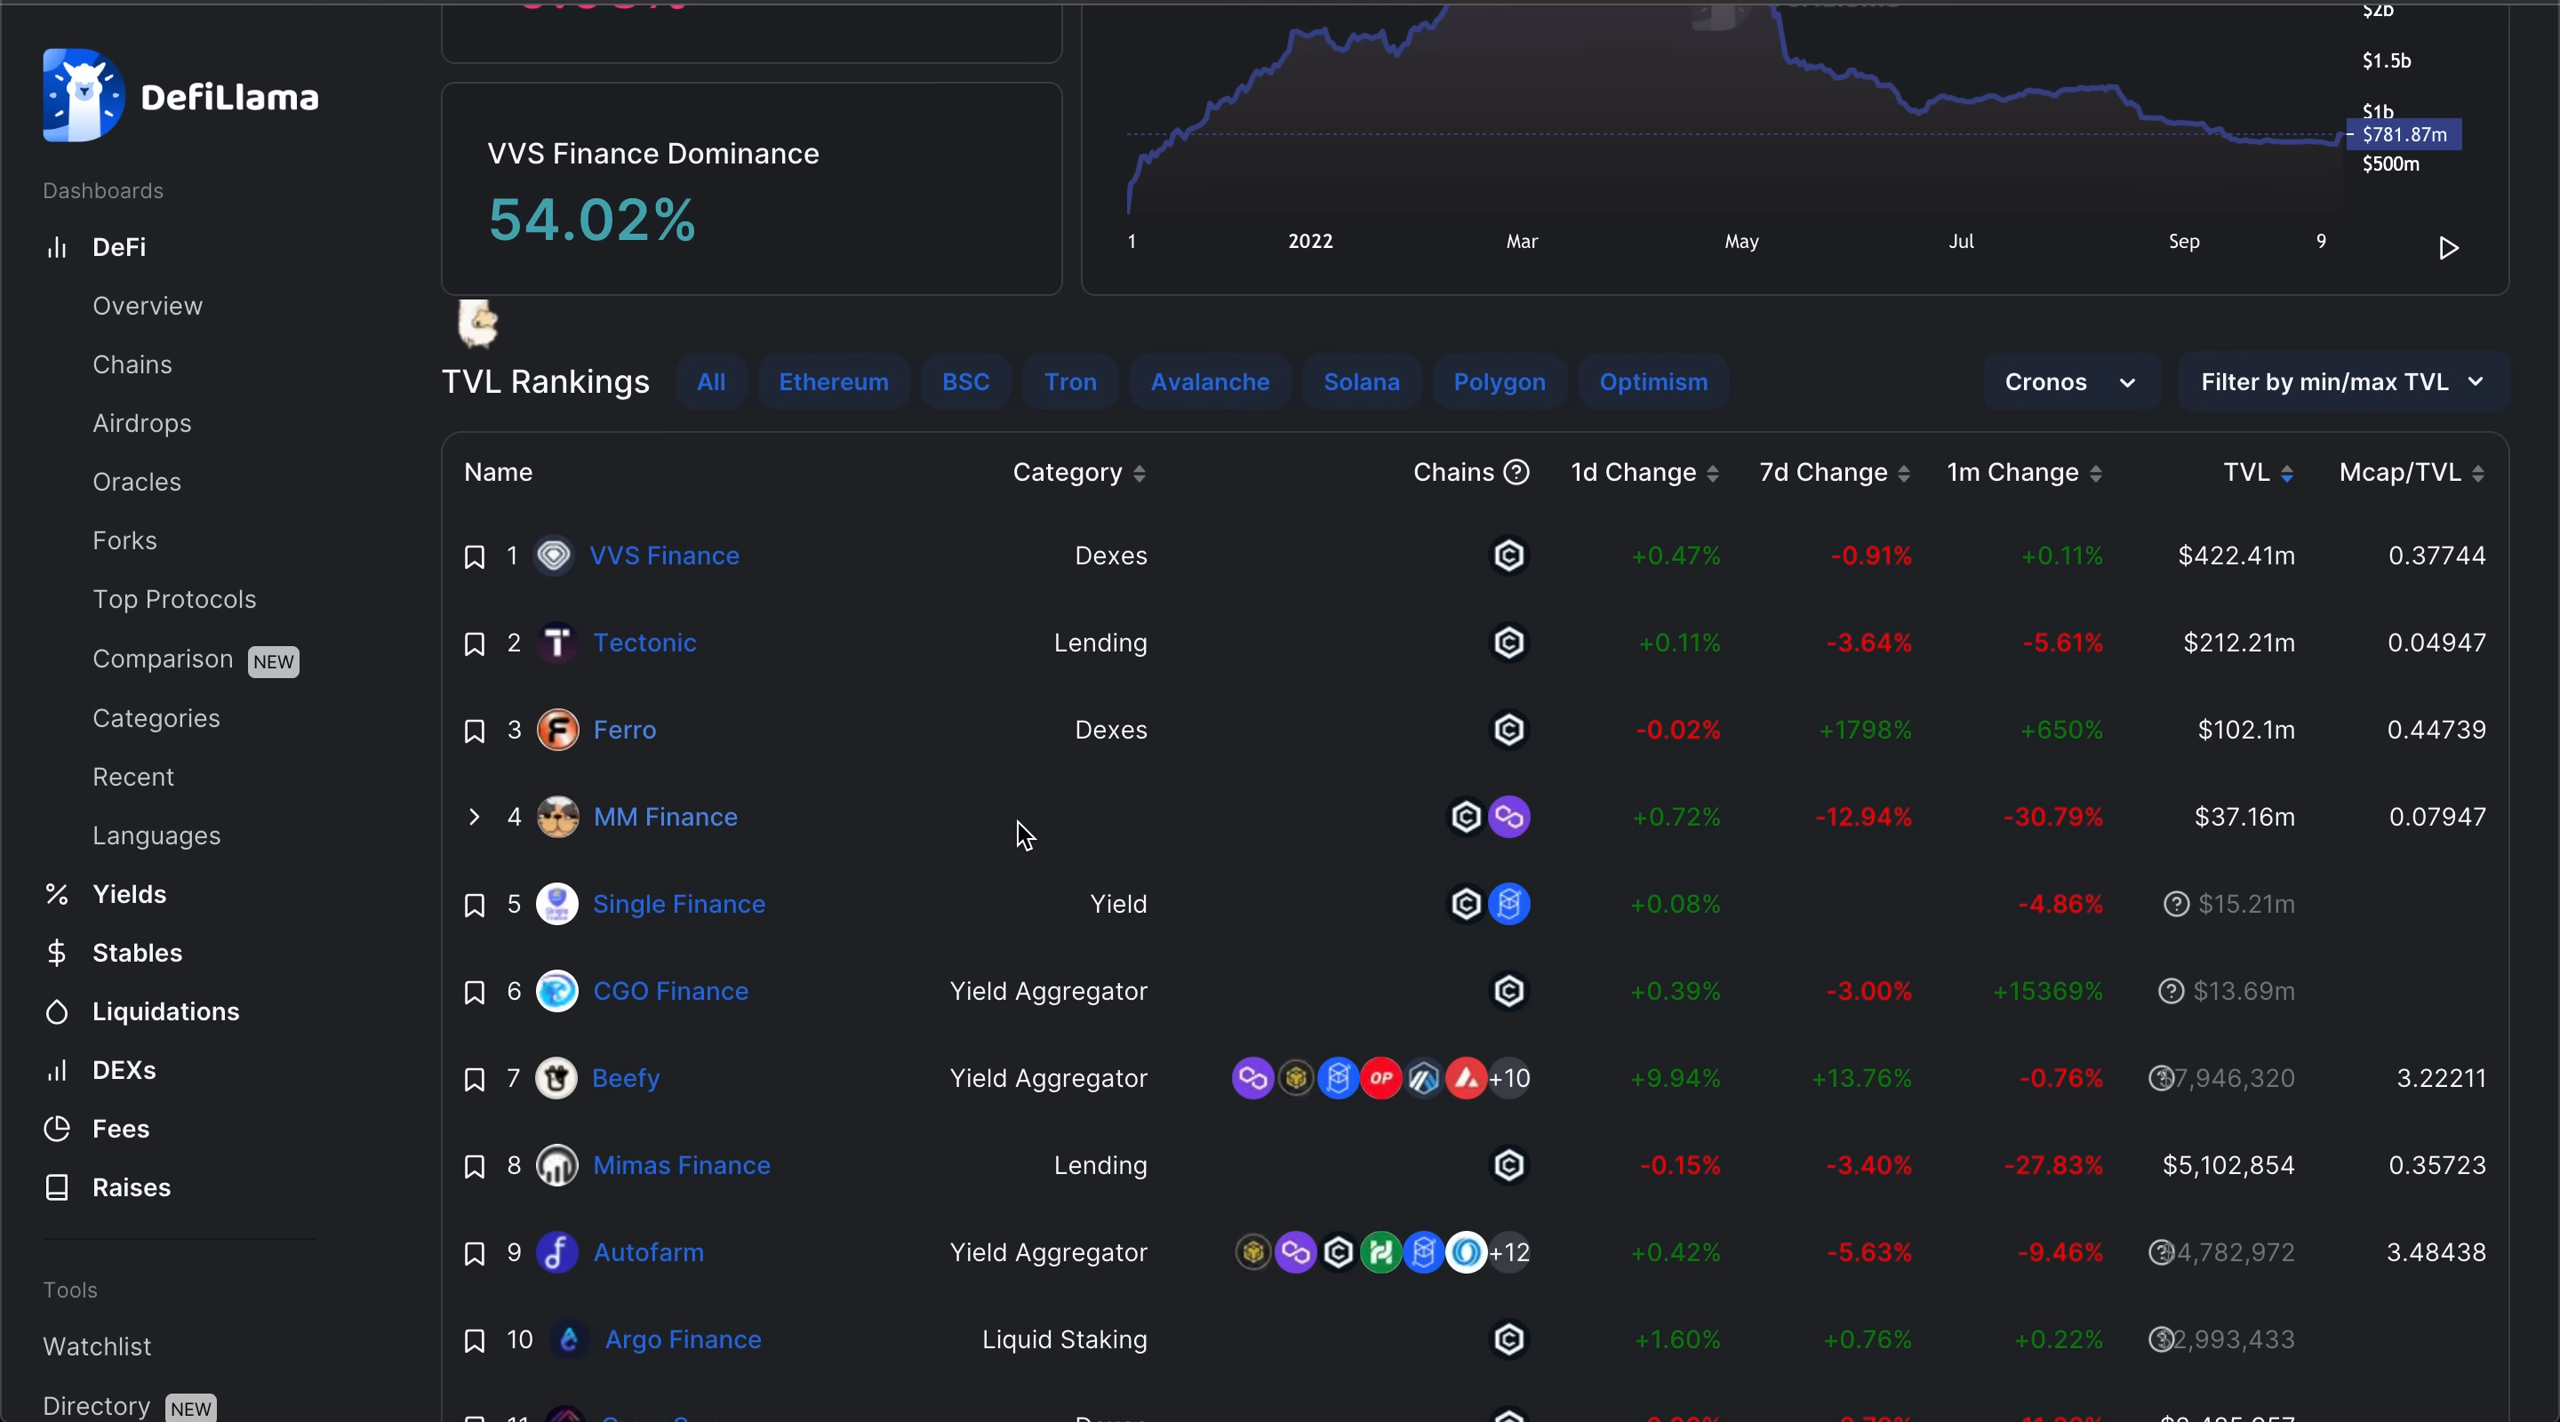 DefiLlama
Dashboards
DeFi
Overview
Chains
Airdrops
Oracles
Forks
Top Protocols
Comparison NEW
Categories
Recent
Languages
Yields
Stables
Liquidations
DEXs
Fees
Raises
Tools
Watchlist
Directory NEW
VVS Finance Dominance
54.02%
$2b
$1.5b
$1b
$781.87m
$500m
1 2022 Mar May Jul Sep 9
TVL Rankings All Ethereum BSC Tron Avalanche Solana Polygon Optimism Cronos Filter by min/max TVL
Name Category Chains 1d Change 7d Change 1m Change TVL Mcap/TVL
1 VVS Finance Dexes +0.47% -0.91% +0.11% $422.41m 0.37744
2 Tectonic Lending +0.11% -3.64% -5.61% $212.21m 0.04947
3 Ferro Dexes -0.02% +1798% +650% $102.1m 0.44739
4 MM Finance +0.72% -12.94% -30.79% $37.16m 0.07947
5 Single Finance Yield +0.08% -4.86% $15.21m
6 CGO Finance Yield Aggregator +0.39% -3.00% +15369% $13.69m
7 Beefy Yield Aggregator OP +10 +9.94% +13.76% -0.76% $7,946,320 3.22211
8 Mimas Finance Lending -0.15% -3.40% -27.83% $5,102,854 0.35723
9 Autofarm Yield Aggregator +12 +0.42% -5.63% -9.46% $4,782,972 3.48438
10 Argo Finance Liquid Staking +1.60% +0.76% +0.22% $2,993,433